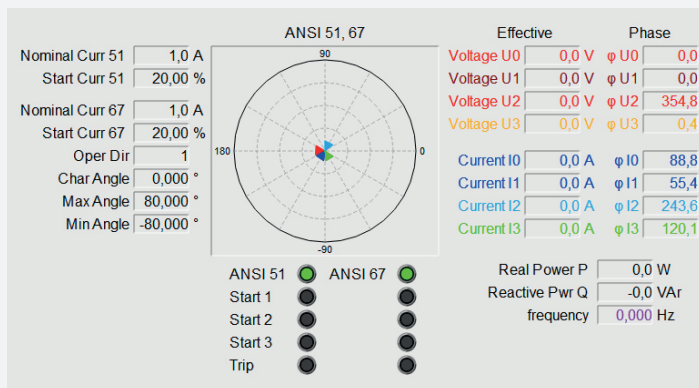 ANSI 51, 67
Effective Phase
Nominal Curr 51 1,0 A
Start Curr 51 20,00 %
Nominal Curr 67 1,0 A
Start Curr 67 20,00 %
Oper Dir 1
Char Angle 0,000 °
Max Angle 80,000 °
Min Angle -80,000 °
90
180
0
-90
Voltage U0 0,0 V φ U0 0,0
Voltage U1 0,0 V φ U1 0,0
Voltage U2 0,0 V φ U2 354,8
Voltage U3 0,0 V φ U3 0,4
Current I0 0,0 A φ I0 88,8
Current I1 0,0 A φ I1 55,4
Current I2 0,0 A φ I2 243,6
Current I3 0,0 A φ I3 120,1
ANSI 51 ANSI 67
Start 1
Start 2
Start 3
Trip
Real Power P 0,0 W
Reactive Pwr Q -0,0 VAr
frequency 0,000 Hz